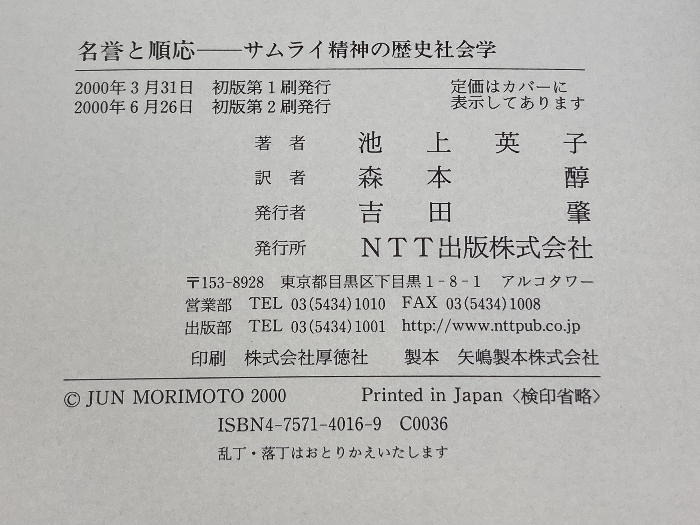 名誉と順応――サムライ精神の歴史社会学
2000年3月31日　初版第1刷発行　定価はカバーに
2000年6月26日　初版第2刷発行　表示してあります
著者　池上英子
訳者　森本醇
発行者　吉田肇
発行所　NTT出版株式会社
〒153-8928　東京都目黒区下目黒1-8-1　アルコタワー
営業部　TEL 03(5434)1010　FAX 03(5434)1008
出版部　TEL 03(5434)1001　http://www.nttpub.co.jp
印刷　株式会社厚徳社　製本　矢嶋製本株式会社
© JUN MORIMOTO 2000　Printed in Japan〈検印省略〉
ISBN4-7571-4016-9　C0036
乱丁・落丁はおとりかえいたします